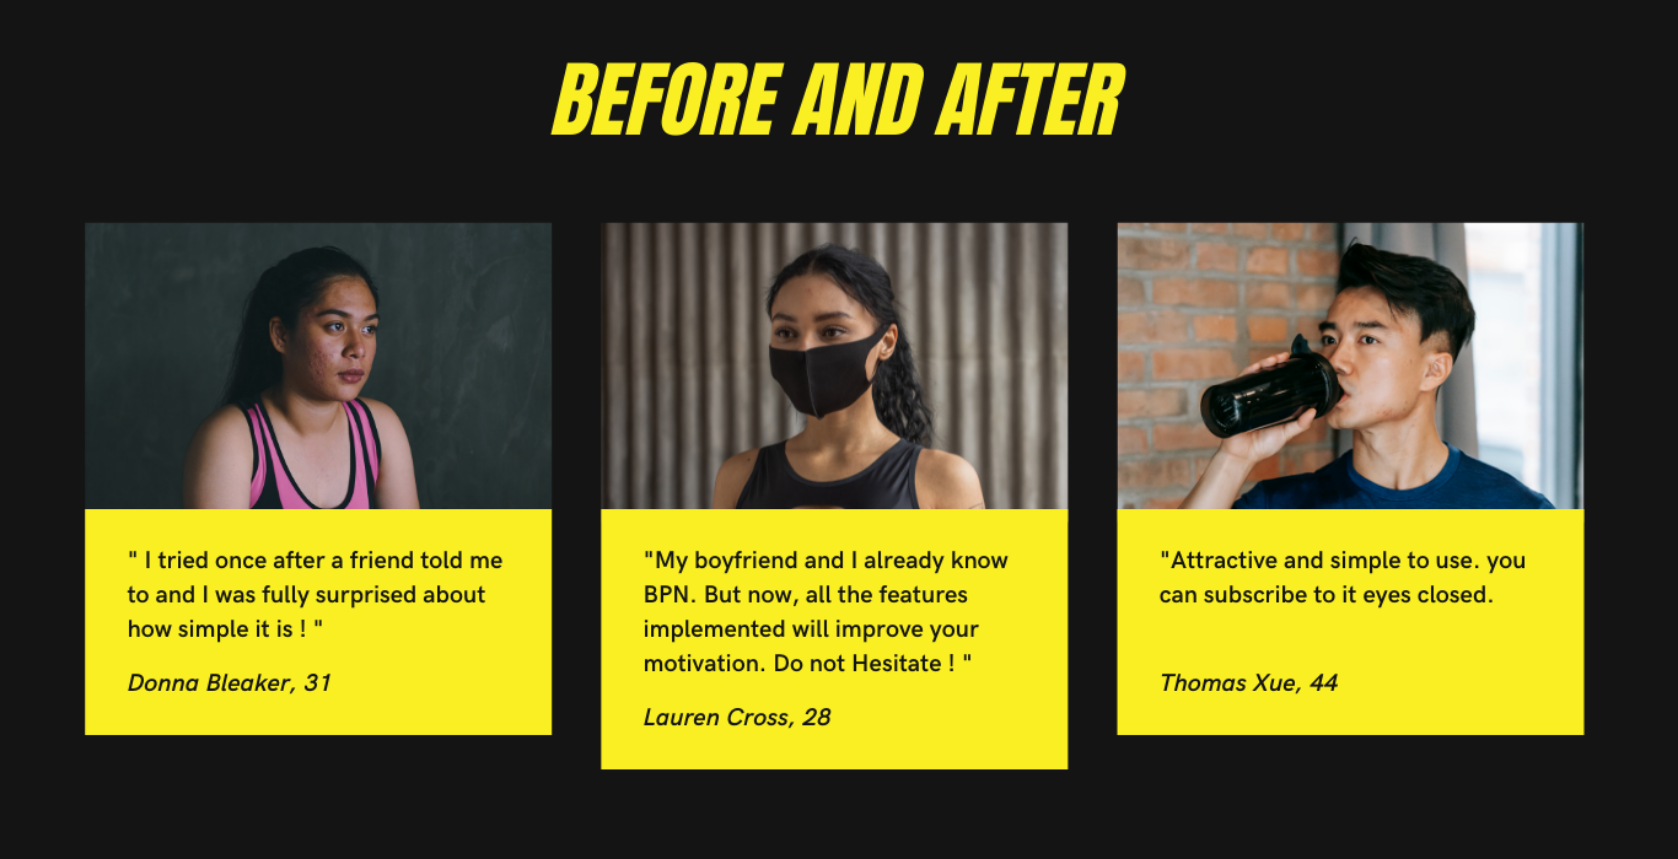 BEFORE AND AFTER
" I tried once after a friend told me
to and I was fully surprised about
how simple it is ! "
Donna Bleaker, 31
"My boyfriend and I already know
BPN. But now, all the features
implemented will improve your
motivation. Do not Hesitate ! "
Lauren Cross, 28
"Attractive and simple to use. you
can subscribe to it eyes closed.
Thomas Xue, 44